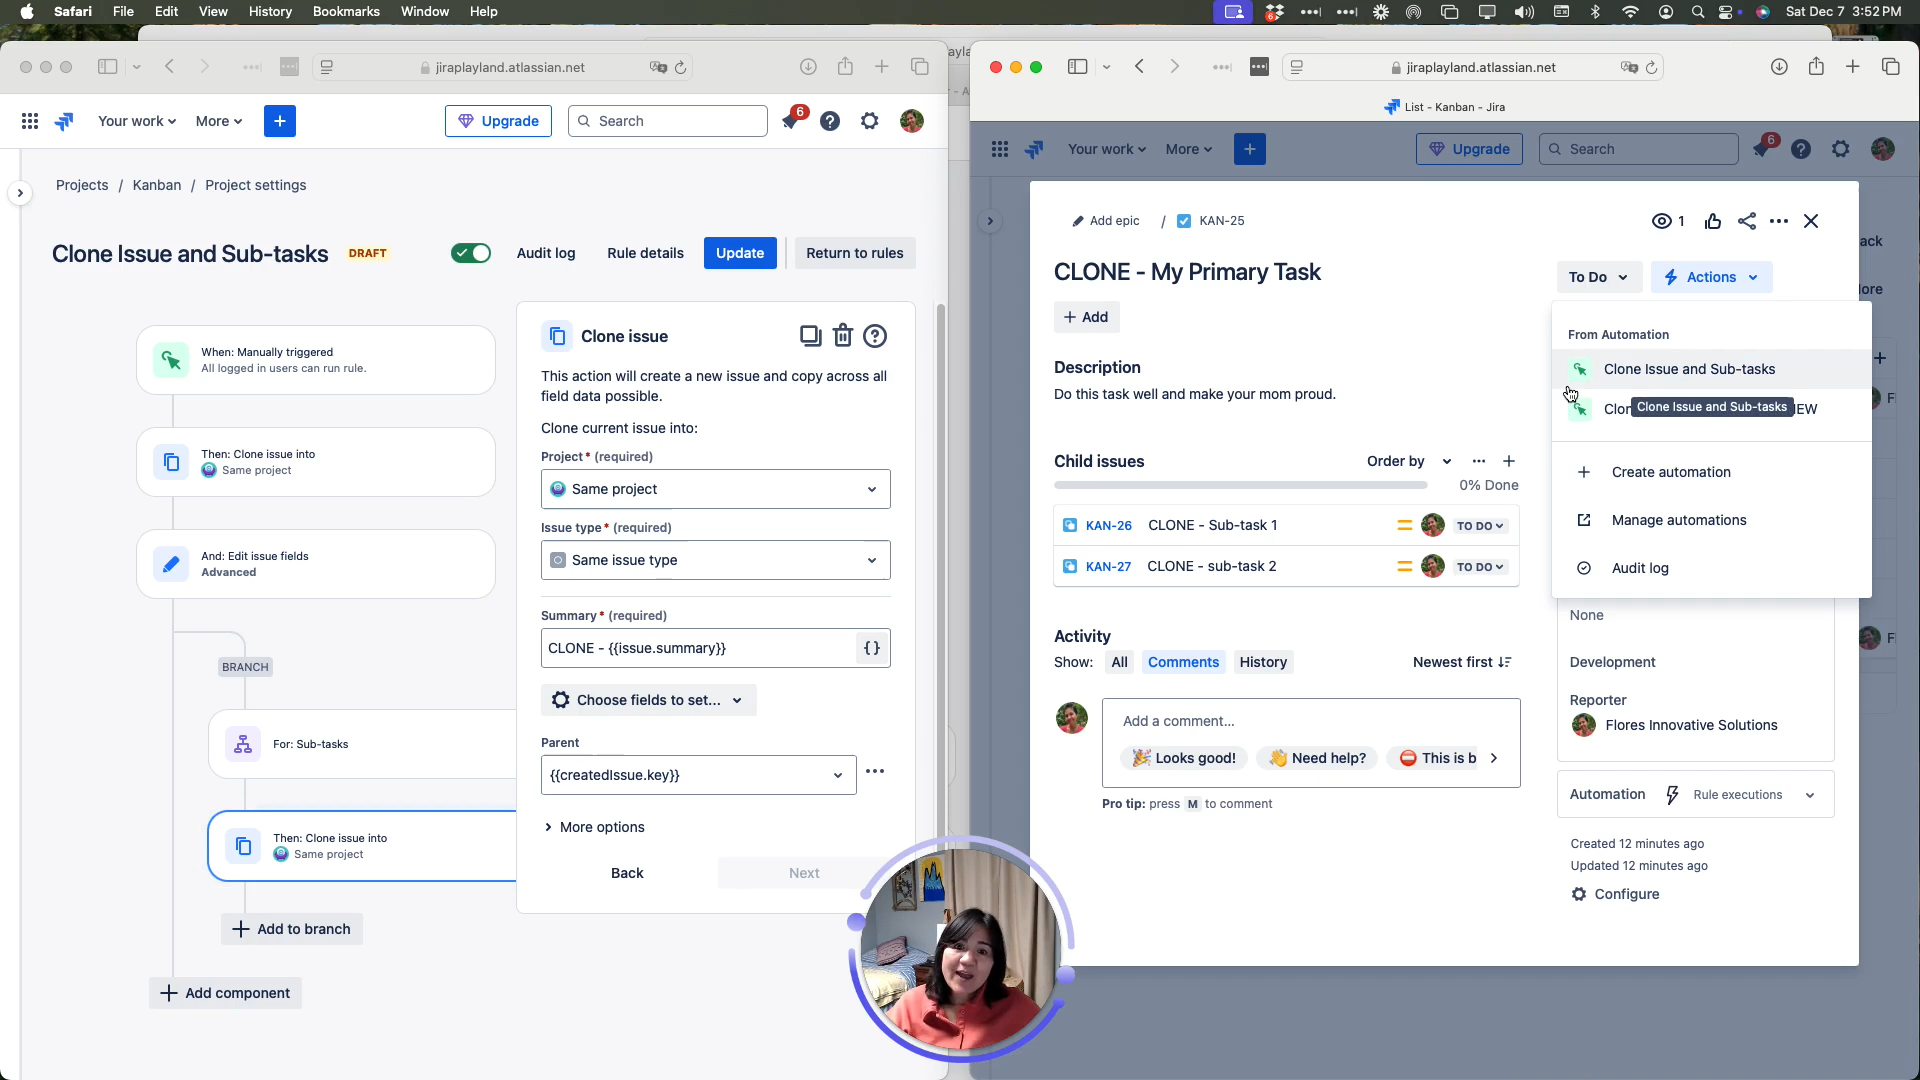 Safari File Edit View History Bookmarks Window Help
6
Sat Dec 7 3:52 PM
jiraplayland.atlassian.net
Your work More
Upgrade
Search
6
Projects / Kanban / Project settings
Clone Issue and Sub-tasks DRAFT
Audit log
Rule details
Update
Return to rules
When: Manually triggered
All logged in users can run rule.
Then: Clone issue into
Same project
And: Edit issue fields
Advanced
BRANCH
For: Sub-tasks
Then: Clone issue into
Same project
Add to branch
Add component
Clone issue
This action will create a new issue and copy across all
field data possible.
Clone current issue into:
Project* (required)
Same project
Issue type* (required)
Same issue type
Summary* (required)
CLONE - {{issue.summary}}
{}
Choose fields to set...
Parent
{{createdIssue.key}}
More options
Back
Next
jiraplayland.atlassian.net
List - Kanban - Jira
Your work More
Upgrade
Search
6
Add epic / KAN-25
1
CLONE - My Primary Task
Add
Description
Do this task well and make your mom proud.
Child issues
Order by
0% Done
KAN-26 CLONE - Sub-task 1 TO DO
KAN-27 CLONE - sub-task 2 TO DO
Activity
Show: All Comments History
Newest first
Add a comment...
Looks good!
Need help?
This is b
Pro tip: press M to comment
To Do
Actions
From Automation
Clone Issue and Sub-tasks
Clone Issue and Sub-tasks
Create automation
Manage automations
Audit log
None
Development
Reporter
Flores Innovative Solutions
Automation Rule executions
Created 12 minutes ago
Updated 12 minutes ago
Configure